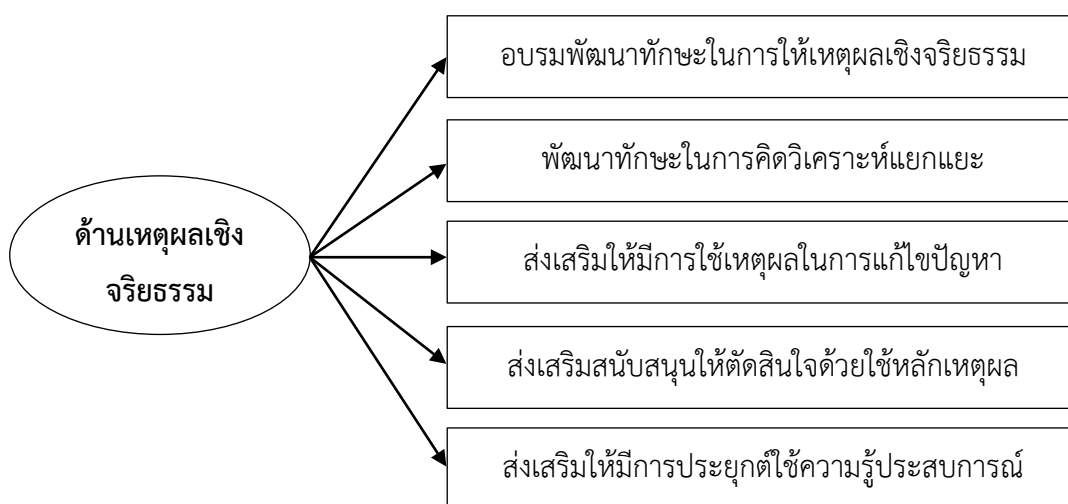 ด้านเหตุผลเชิง
จริยธรรม
อบรมพัฒนาทักษะในการให้เหตุผลเชิงจริยธรรม
พัฒนาทักษะในการคิดวิเคราะห์แยกแยะ
ส่งเสริมให้มีการใช้เหตุผลในการแก้ไขปัญหา
ส่งเสริมสนับสนุนให้ตัดสินใจด้วยใช้หลักเหตุผล
ส่งเสริมให้มีการประยุกต์ใช้ความรู้ประสบการณ์